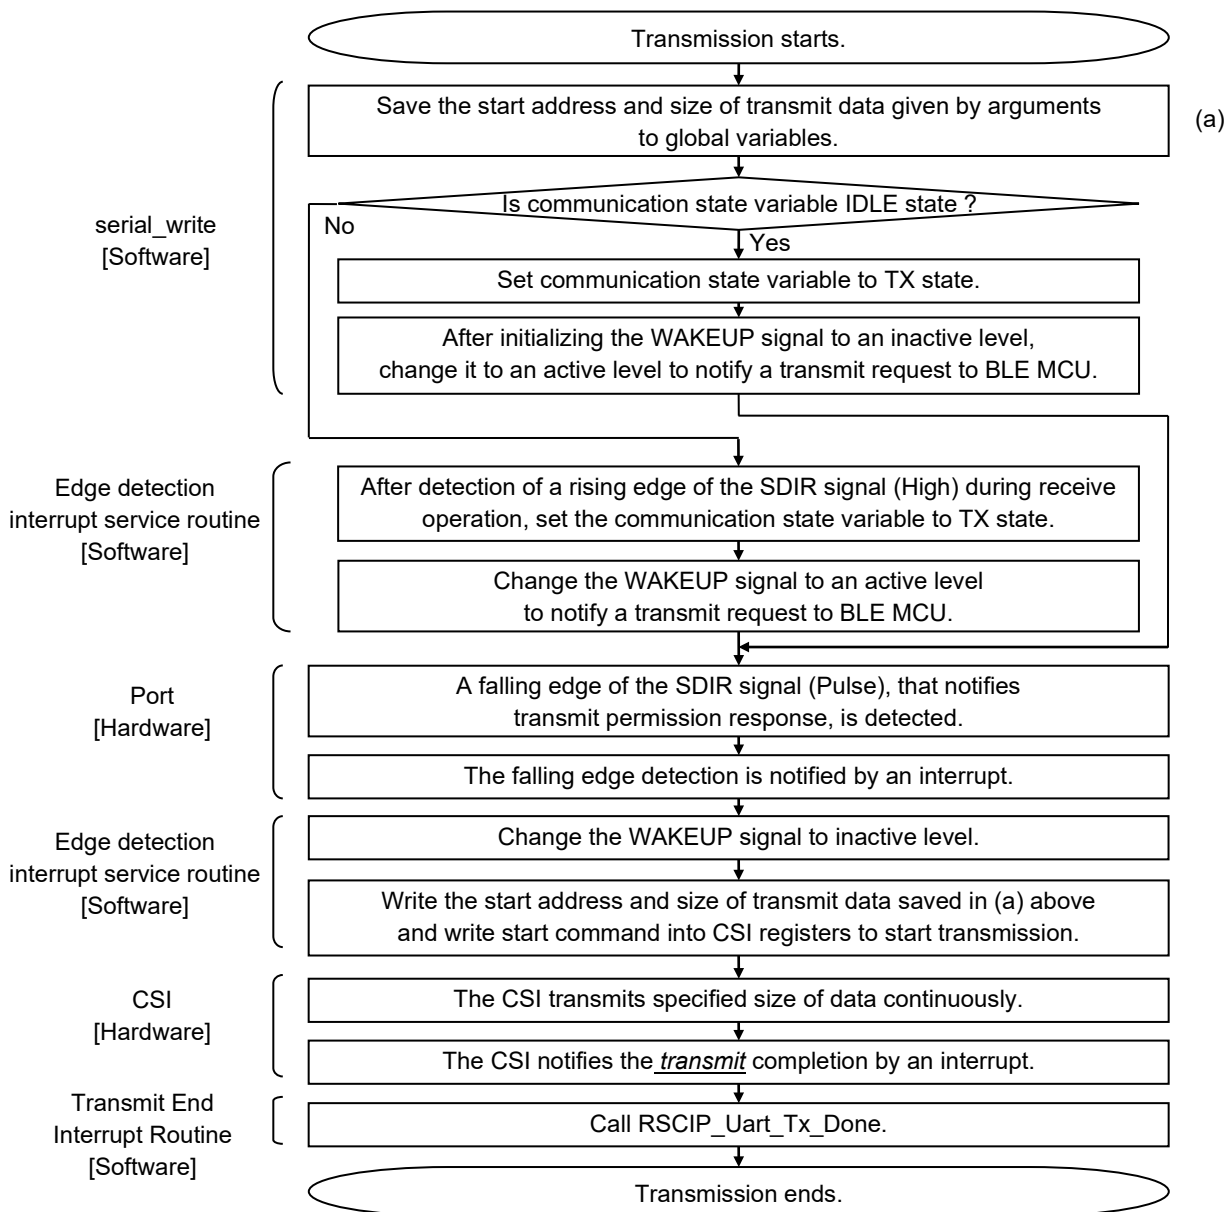 Transmission starts.
Save the start address and size of transmit data given by arguments
to global variables.
(a)
serial_write
[Software]
Is communication state variable IDLE state ?
No
Yes
Set communication state variable to TX state.
After initializing the WAKEUP signal to an inactive level,
change it to an active level to notify a transmit request to BLE MCU.
Edge detection
interrupt service routine
[Software]
After detection of a rising edge of the SDIR signal (High) during receive
operation, set the communication state variable to TX state.
Change the WAKEUP signal to an active level
to notify a transmit request to BLE MCU.
Port
[Hardware]
A falling edge of the SDIR signal (Pulse), that notifies
transmit permission response, is detected.
The falling edge detection is notified by an interrupt.
Edge detection
interrupt service routine
[Software]
Change the WAKEUP signal to inactive level.
Write the start address and size of transmit data saved in (a) above
and write start command into CSI registers to start transmission.
CSI
[Hardware]
The CSI transmits specified size of data continuously.
The CSI notifies the transmit completion by an interrupt.
Transmit End
Interrupt Routine
[Software]
Call RSCIP_Uart_Tx_Done.
Transmission ends.